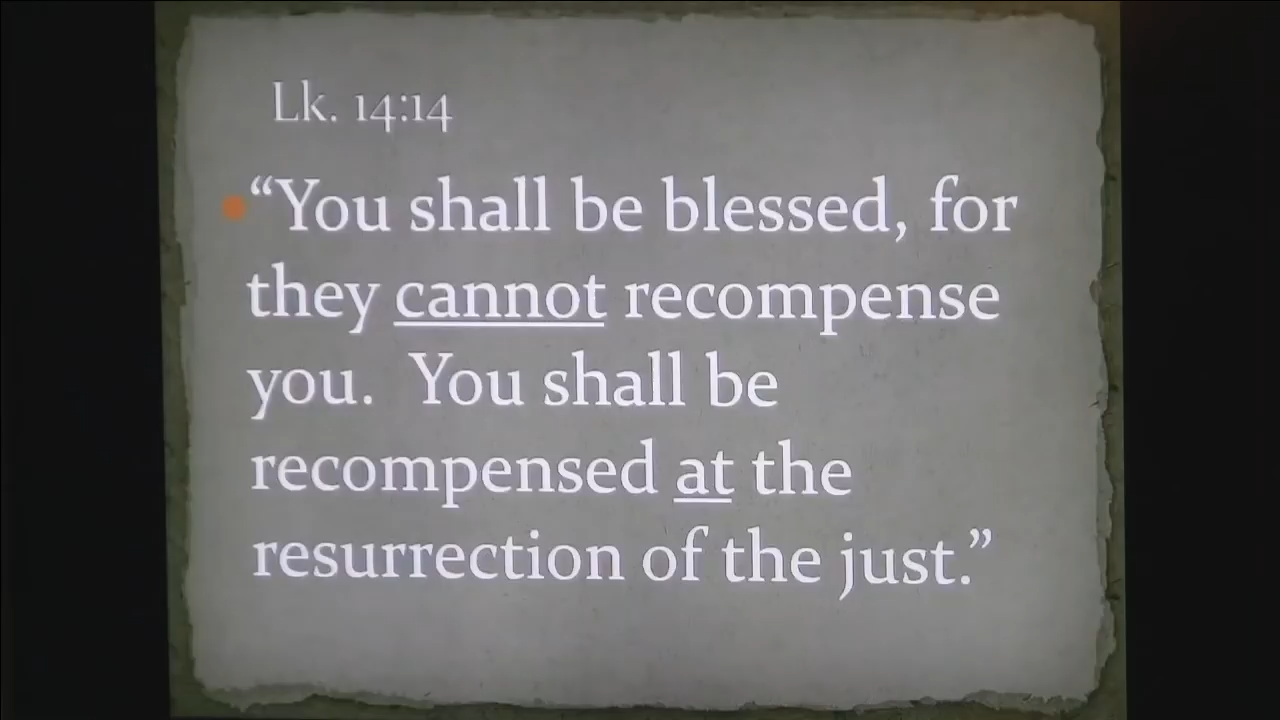 Lk. 14:14
“You shall be blessed, for
they cannot recompense
you.  You shall be
recompensed at the
resurrection of the just.”